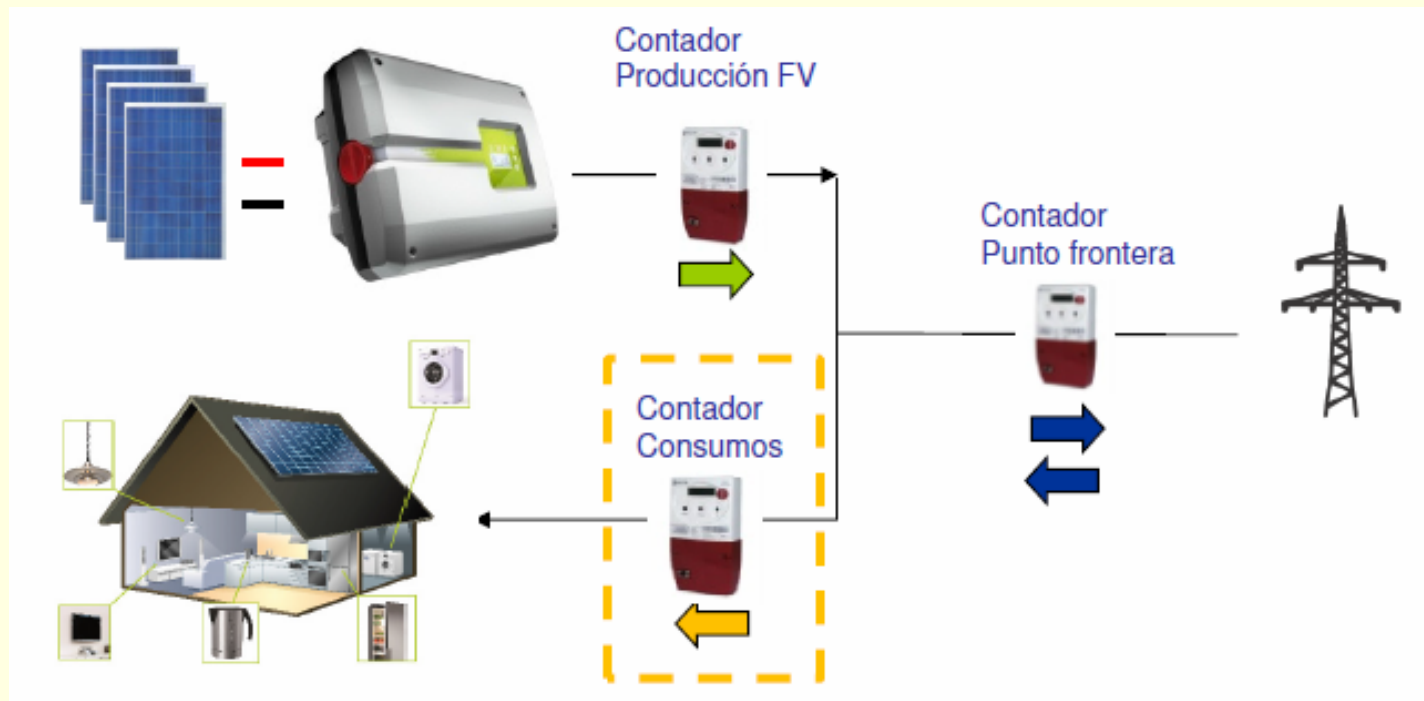 Contador
Producción FV
Contador
Punto frontera
Contador
Consumos